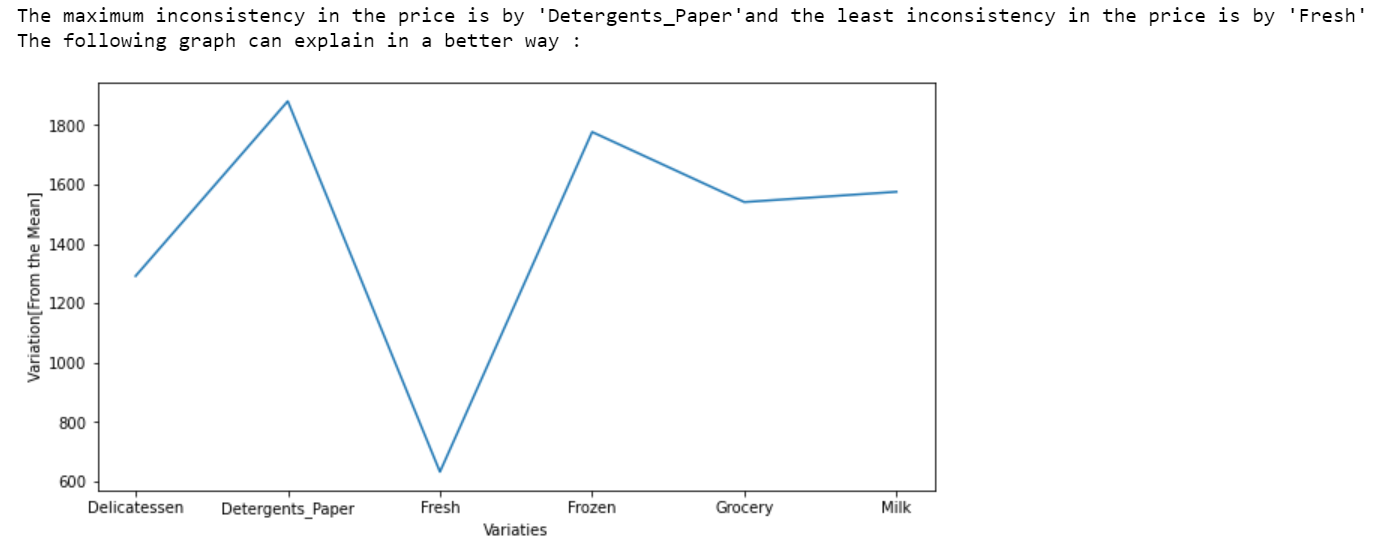 The maximum inconsistency in the price is by 'Detergents_Paper'and the least inconsistency in the price is by 'Fresh'
The following graph can explain in a better way :
1800
1600
1400
1200
1000
800
600
Variation[From the Mean]
Delicatessen Detergents_Paper Fresh Frozen Grocery Milk
Variaties